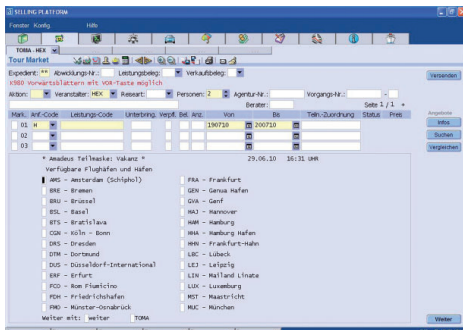 SELLING PLATFORM
Fenster Konfig. Hilfe
TOMA - HEX
Tour Market
Expedient: ** Abwicklungs-Nr.: Leistungsbeleg: Verkaufsbeleg:
X980 Vorwärtsblättern mit VOR-Taste möglich
Versenden
Aktion: Veranstalter: HEX Reiseart: Personen: 2 Agentur-Nr.: Vorgangs-Nr.: -
Berater: Seite 1 / 1 +
Mark. Anf.-Code Leistungs-Code Unterbring. Verpfl. Bel. Anz. Von Bis Teiln.-Zuordnung Status Preis
Angebote
01 H 190710 200710
Infos
02
Suchen
03
Vergleichen
* Amadeus Teilmaske: Vakanz * 29.06.10 16:31 UHR
Verfügbare Flughäfen und Häfen
AMS - Amsterdam (Schiphol) FRA - Frankfurt
BRE - Bremen GEN - Genua Hafen
BRU - Brüssel GVA - Genf
BSL - Basel HAJ - Hannover
BTS - Bratislava HAM - Hamburg
CGN - Köln - Bonn HHA - Hamburg Hafen
DRS - Dresden HHN - Frankfurt-Hahn
DTM - Dortmund LBC - Lübeck
DUS - Düsseldorf-International LEJ - Leipzig
ERF - Erfurt LIN - Mailand Linate
FCO - Rom Fiumicino LUX - Luxemburg
FDH - Friedrichshafen MST - Maastricht
FMO - Münster-Osnabrück MUC - München
Weiter mit: weiter TOMA
Weiter